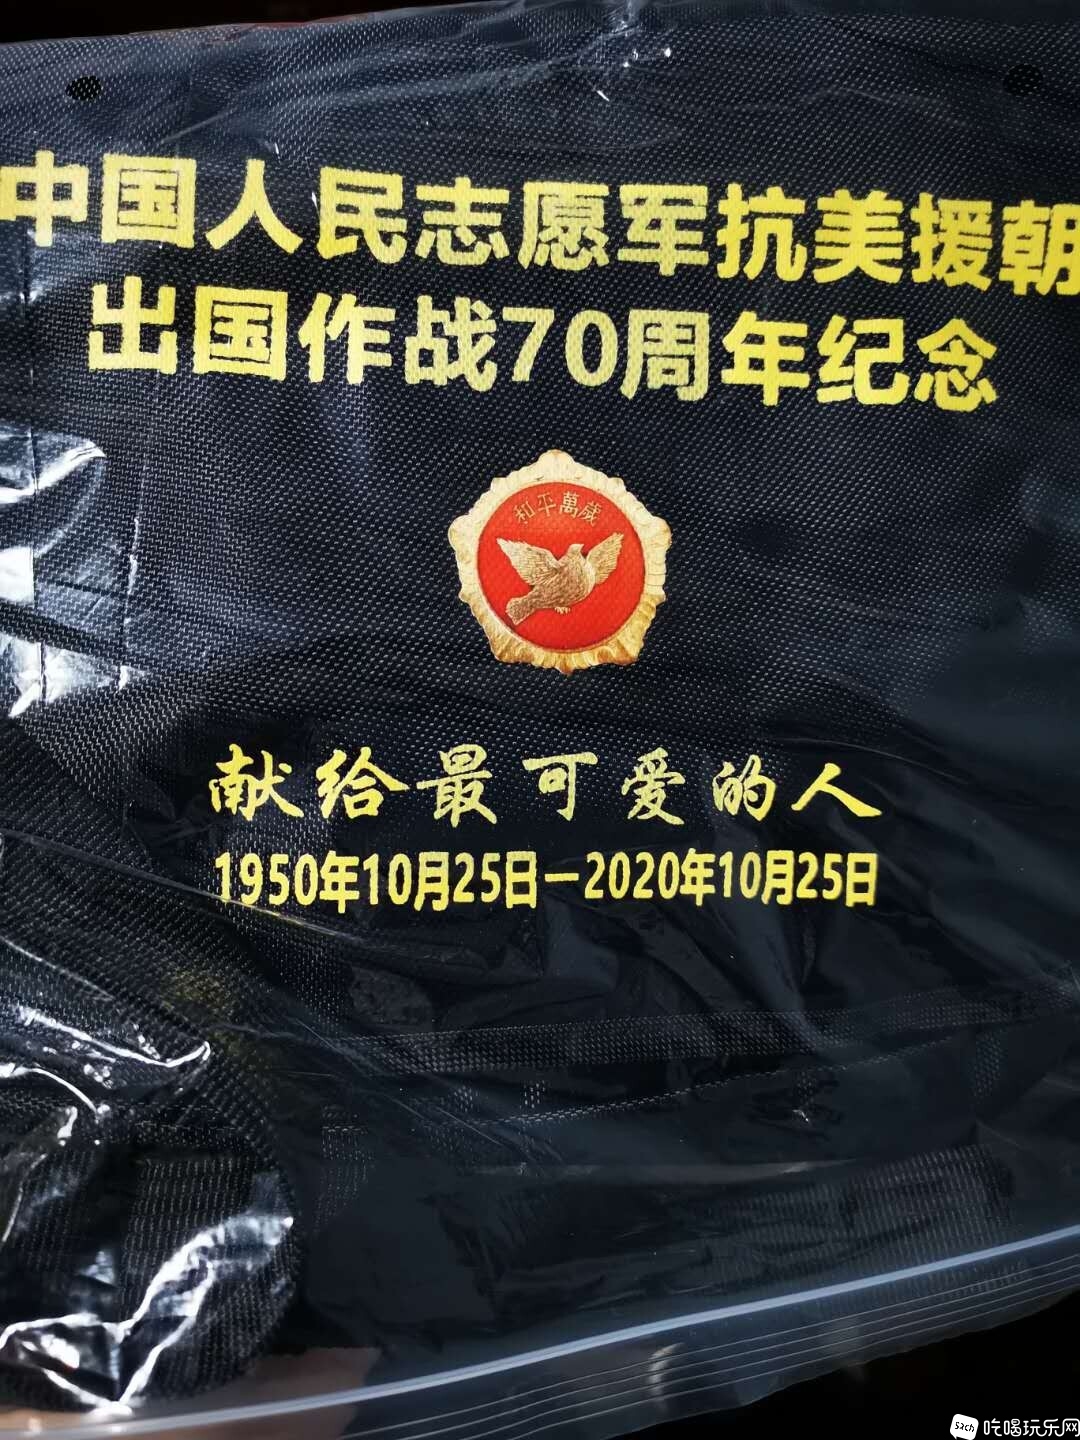 中国人民志愿军抗美援朝
出国作战70周年纪念
和平萬歲
献给最可爱的人
1950年10月25日—2020年10月25日
sach 吃喝玩乐网